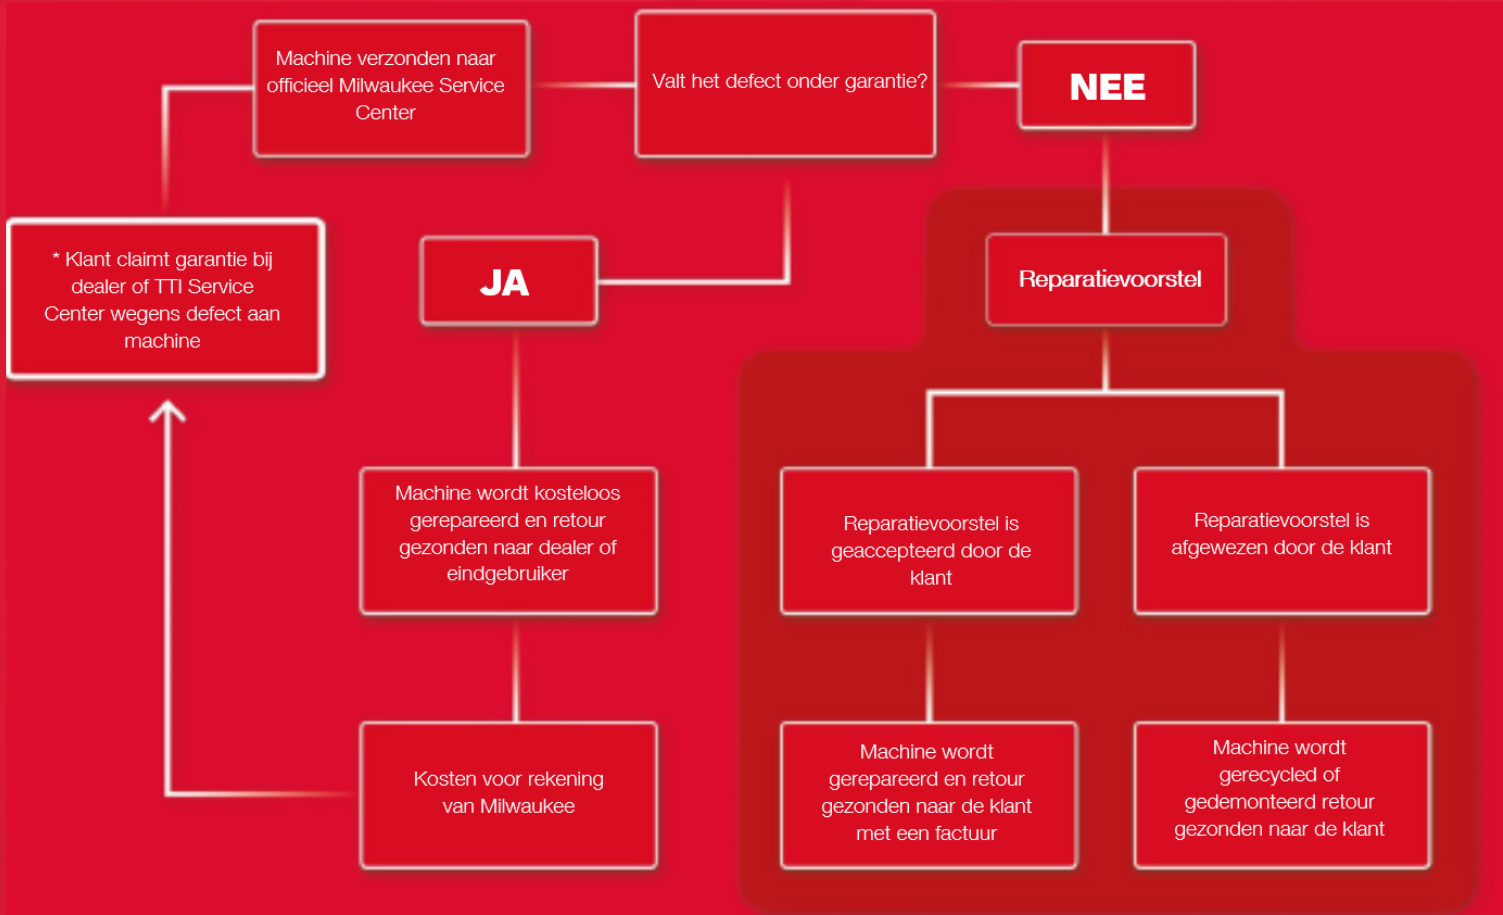 Machine verzonden naar
officieel Milwaukee Service
Center
Valt het defect onder garantie?
NEE
* Klant claimt garantie bij
dealer of TTI Service
Center wegens defect aan
machine
JA
Reparatievoorstel
Machine wordt kosteloos
gerepareerd en retour
gezonden naar dealer of
eindgebruiker
Reparatievoorstel is
geaccepteerd door de
klant
Reparatievoorstel is
afgewezen door de klant
Kosten voor rekening
van Milwaukee
Machine wordt
gerepareerd en retour
gezonden naar de klant
met een factuur
Machine wordt
gerecycled of
gedemonteerd retour
gezonden naar de klant